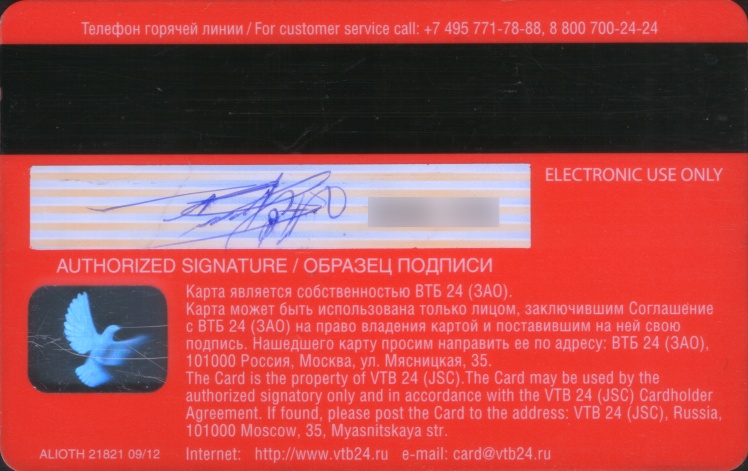 Телефон горячей линии / For customer service call: +7 495 771-78-88, 8 800 700-24-24
ELECTRONIC USE ONLY
AUTHORIZED SIGNATURE / ОБРАЗЕЦ ПОДПИСИ
Карта является собственностью ВТБ 24 (ЗАО).
Карта может быть использована только лицом, заключившим Соглашение
с ВТБ 24 (ЗАО) на право владения картой и поставившим на ней свою
подпись. Нашедшего карту просим направить ее по адресу: ВТБ 24 (ЗАО),
101000 Россия, Москва, ул. Мясницкая, 35.
The Card is the property of VTB 24 (JSC).The Card may be used by the
authorized signatory only and in accordance with the VTB 24 (JSC) Cardholder
Agreement. If found, please post the Card to the address: VTB 24 (JSC), Russia,
101000 Moscow, 35, Myasnitskaya str.
ALIOTH 21821 09/12
Internet: http://www.vtb24.ru e-mail: card@vtb24.ru